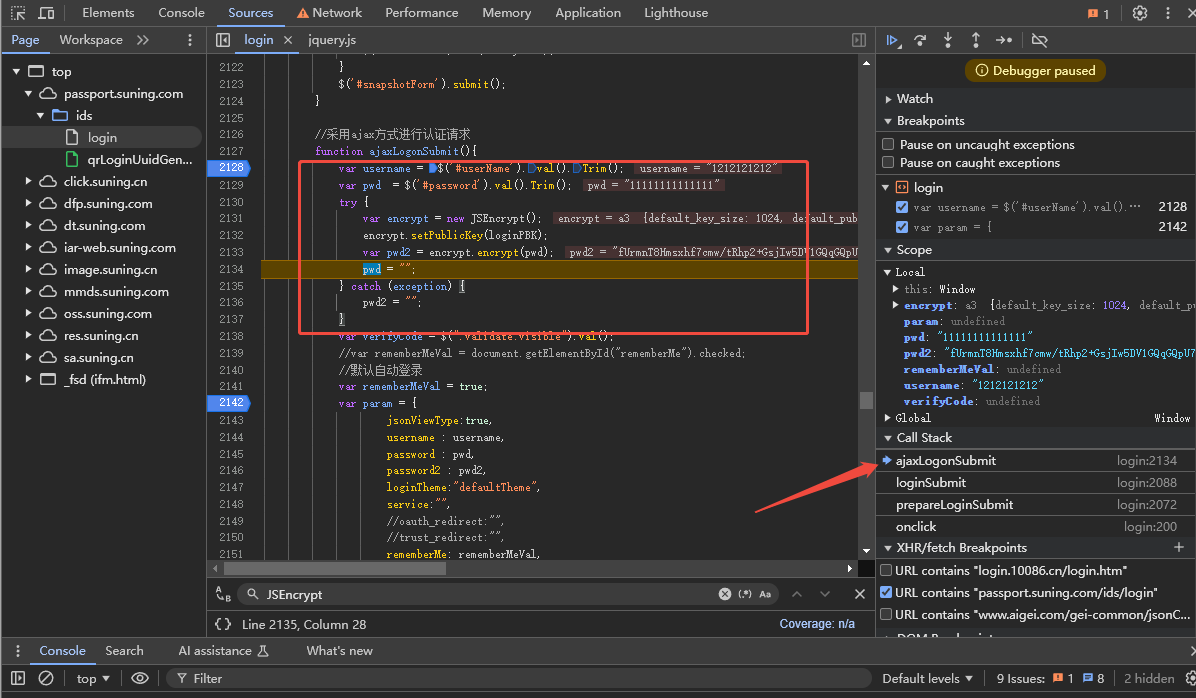 Elements Console Sources Network Performance Memory Application Lighthouse 1
Page Workspace login jquery.js
Debugger paused
top
passport.suning.com
ids
login
qrLoginUuidGen...
click.suning.cn
dfp.suning.com
dt.suning.com
iar-web.suning.com
image.suning.cn
mmds.suning.com
oss.suning.com
res.suning.cn
sa.suning.cn
_fsd (ifm.html)
2122 }
2123 $('#snapshotForm').submit();
2124 }
2125
2126 //采用ajax方式进行认证请求
2127 function ajaxLogonSubmit(){
2128 var username = $('#userName').val().Trim(); username = "1212121212"
2129 var pwd = $('#password').val().Trim(); pwd = "11111111111111"
2130 try {
2131 var encrypt = new JSEncrypt(); encrypt = a3 {default_key_size: 1024, default_pub
2132 encrypt.setPublicKey(loginPBK);
2133 var pwd2 = encrypt.encrypt(pwd); pwd2 = "fUrmnT8Hmsxhf7cmw/tRhp2+GsjIw5DV1GQqGQpU
2134 pwd = "";
2135 } catch (exception) {
2136 pwd2 = "";
2137 }
2138 var verifyCode = $(".validate.visible").val();
2139 //var rememberMeVal = document.getElementById("rememberMe").checked;
2140 //默认自动登录
2141 var rememberMeVal = true;
2142 var param = {
2143 jsonViewType:true,
2144 username : username,
2145 password : pwd,
2146 password2 : pwd2,
2147 loginTheme:"defaultTheme",
2148 service:"",
2149 //oauth_redirect:"",
2150 //trust_redirect:"",
2151 rememberMe: rememberMeVal,
JSEncrypt (.*) Aa
{} Line 2135, Column 28 Coverage: n/a
Watch
Breakpoints
Pause on uncaught exceptions
Pause on caught exceptions
login
var username = $('#userName').val().… 2128
var param = { 2142
Scope
Local
this: Window
encrypt: a3 {default_key_size: 1024, default_p
param: undefined
pwd: "11111111111111"
pwd2: "fUrmnT8Hmsxhf7cmw/tRhp2+GsjIw5DV1GQqGQpU7
rememberMeVal: undefined
username: "1212121212"
verifyCode: undefined
Global Window
Call Stack
ajaxLogonSubmit login:2134
loginSubmit login:2088
prepareLoginSubmit login:2072
onclick login:200
XHR/fetch Breakpoints
URL contains "login.10086.cn/login.htm"
URL contains "passport.suning.com/ids/login"
URL contains "www.aigei.com/gei-common/jsonC...
Console Search AI assistance What's new
top Filter Default levels 9 Issues: 1 8 2 hidden